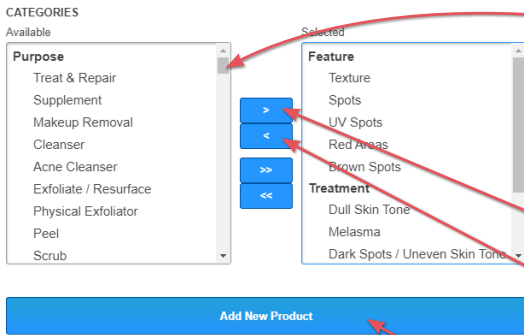 CATEGORIES
Available
Purpose
Treat & Repair
Supplement
Makeup Removal
Cleanser
Acne Cleanser
Exfoliate / Resurface
Physical Exfoliator
Peel
Scrub
>
<
>>
<<
Selected
Feature
Texture
Spots
UV Spots
Red Areas
Brown Spots
Treatment
Dull Skin Tone
Melasma
Dark Spots / Uneven Skin Tone
Add New Product